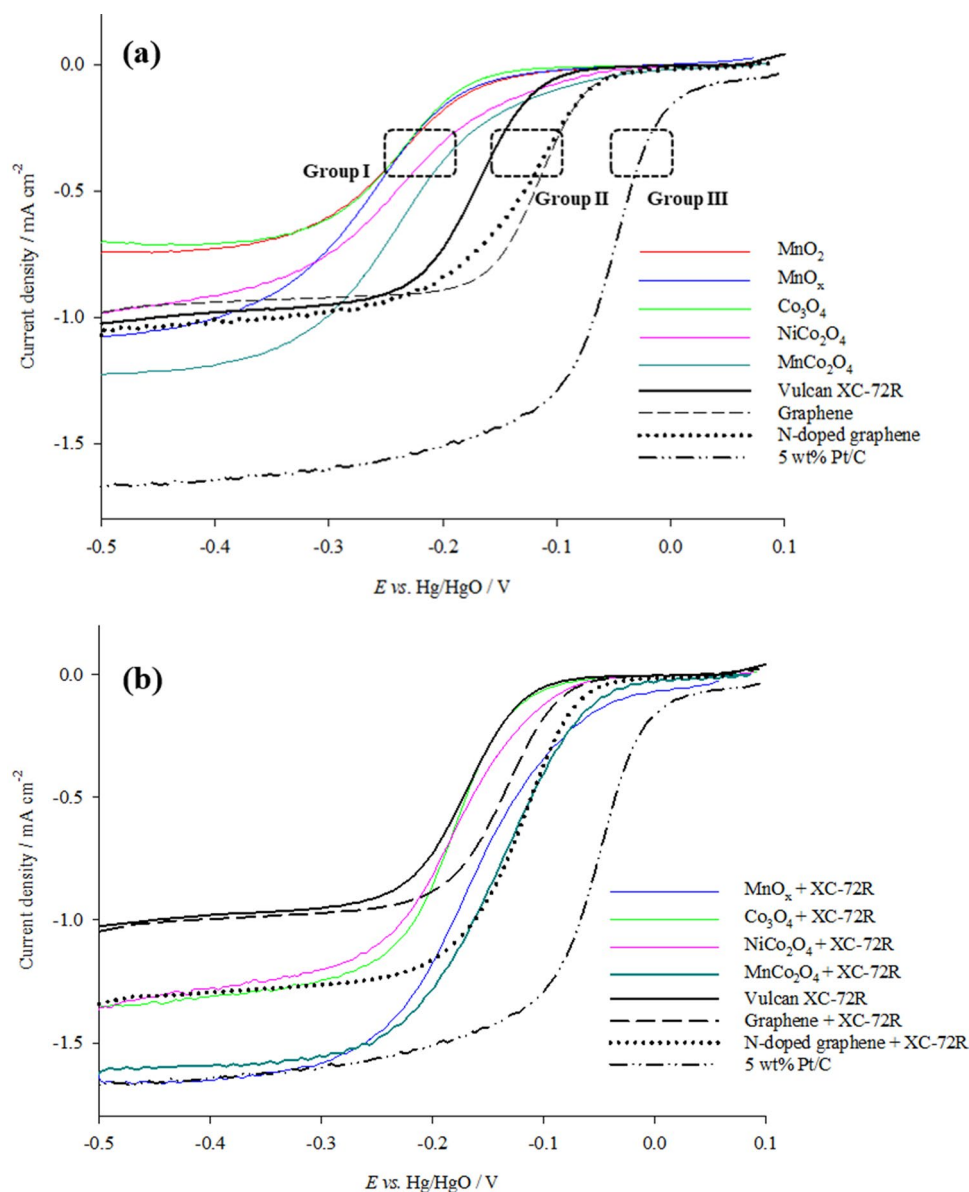 (a)
0.0
-0.5
-1.0
-1.5
Current density / mA cm⁻²
Group I
Group II
Group III
MnO₂
MnOₓ
Co₃O₄
NiCo₂O₄
MnCo₂O₄
Vulcan XC-72R
Graphene
N-doped graphene
5 wt% Pt/C
-0.5 -0.4 -0.3 -0.2 -0.1 0.0 0.1
E vs. Hg/HgO / V
(b)
0.0
-0.5
-1.0
-1.5
Current density / mA cm⁻²
MnOₓ + XC-72R
Co₃O₄ + XC-72R
NiCo₂O₄ + XC-72R
MnCo₂O₄ + XC-72R
Vulcan XC-72R
Graphene + XC-72R
N-doped graphene + XC-72R
5 wt% Pt/C
-0.5 -0.4 -0.3 -0.2 -0.1 0.0 0.1
E vs. Hg/HgO / V